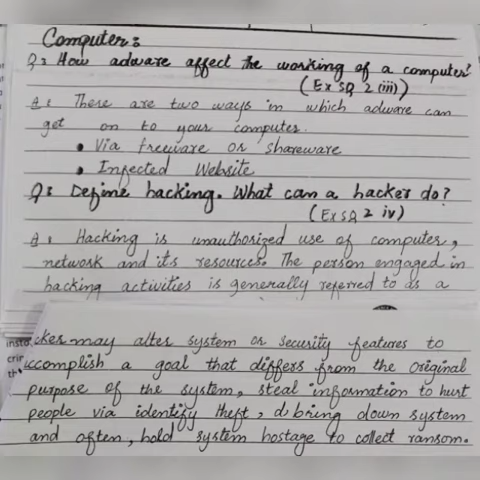 Computer:
Q: How adware affect the working of a computer?
(Ex SQ 2 (iii))
A: There are two ways in which adware can
get on to your computer.
• Via freeware or shareware
• Infected Website
Q: Define hacking. What can a hacker do?
(Ex SQ 2 iv)
A: Hacking is unauthorized use of computer,
network and its resources. The person engaged in
hacking activities is generally referred to as a
cker may alter system or security features to
accomplish a goal that differs from the original
purpose of the system, steal information to hurt
people via identify theft, bring down system
and often, hold system hostage to collect ransom.